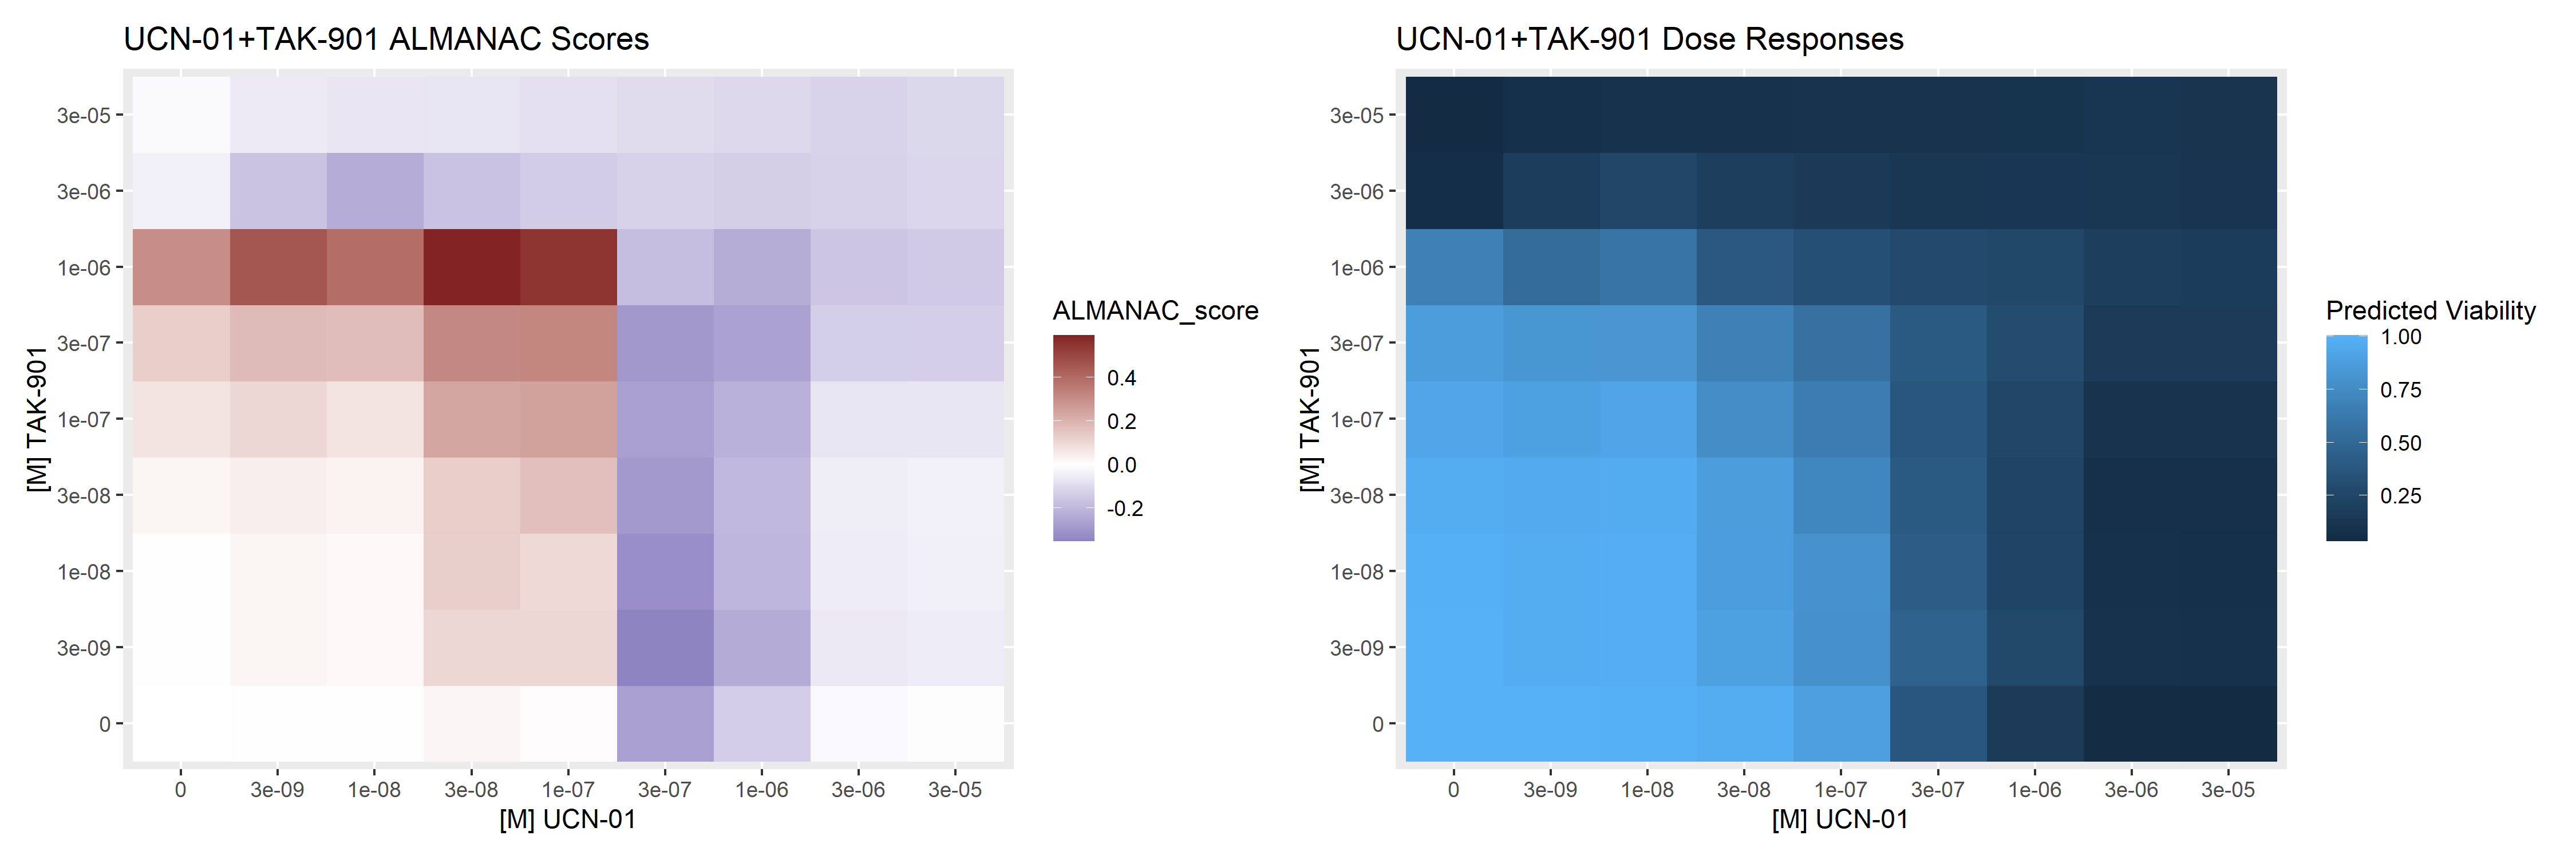 UCN-01+TAK-901 ALMANAC Scores
3e-05
3e-06
1e-06
3e-07
1e-07
3e-08
1e-08
3e-09
0
[M] TAK-901
0 3e-09 1e-08 3e-08 1e-07 3e-07 1e-06 3e-06 3e-05
[M] UCN-01
ALMANAC_score
0.4
0.2
0.0
-0.2
UCN-01+TAK-901 Dose Responses
3e-05
3e-06
1e-06
3e-07
1e-07
3e-08
1e-08
3e-09
0
[M] TAK-901
0 3e-09 1e-08 3e-08 1e-07 3e-07 1e-06 3e-06 3e-05
[M] UCN-01
Predicted Viability
1.00
0.75
0.50
0.25